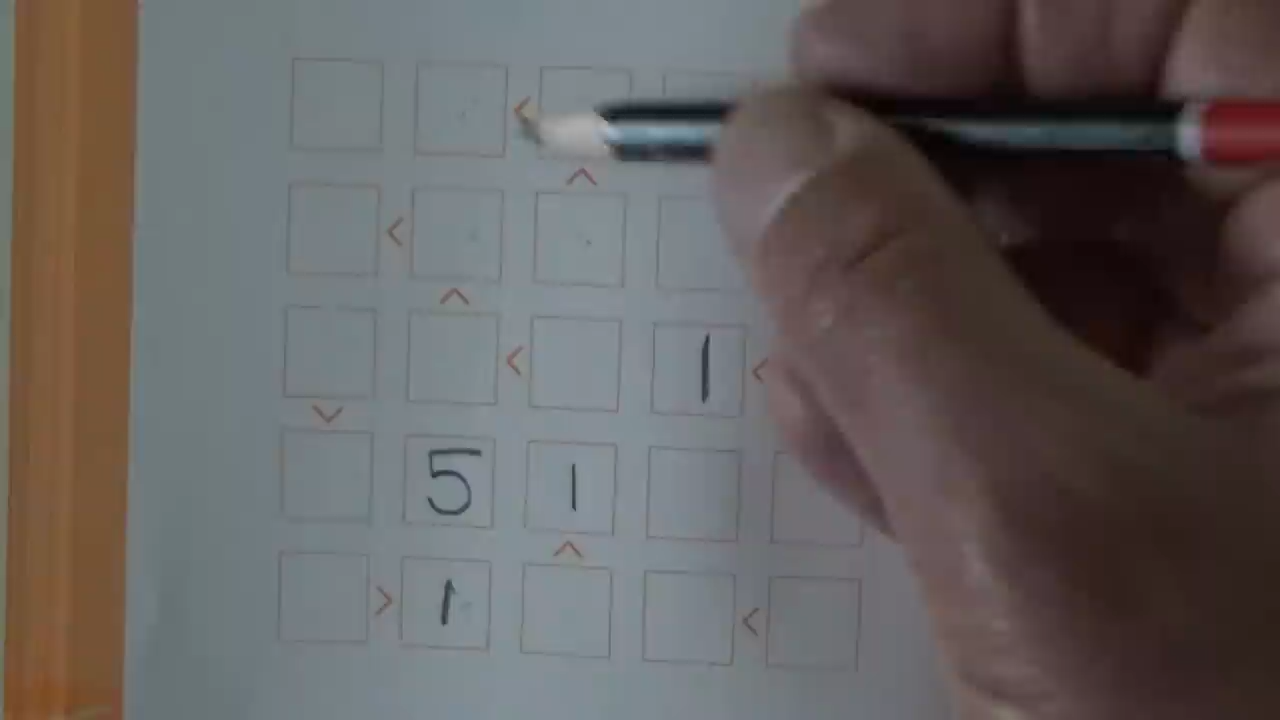 <
^
<
^
< 1 <
v
5 1
^
> 1 <